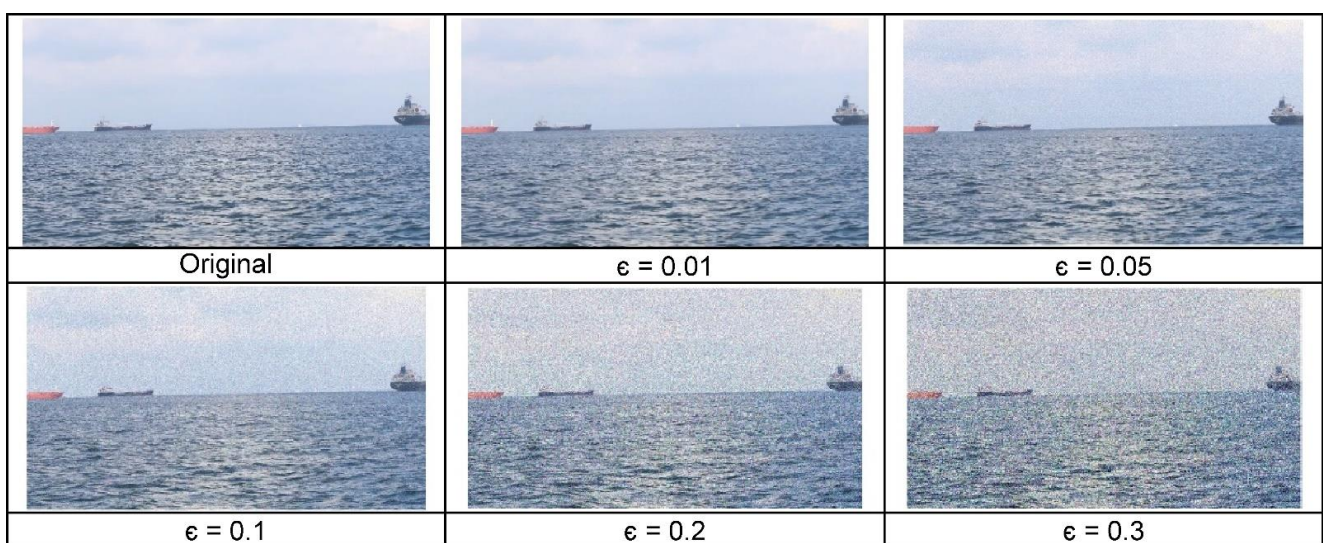 Original
ϵ = 0.01
ϵ = 0.05
ϵ = 0.1
ϵ = 0.2
ϵ = 0.3